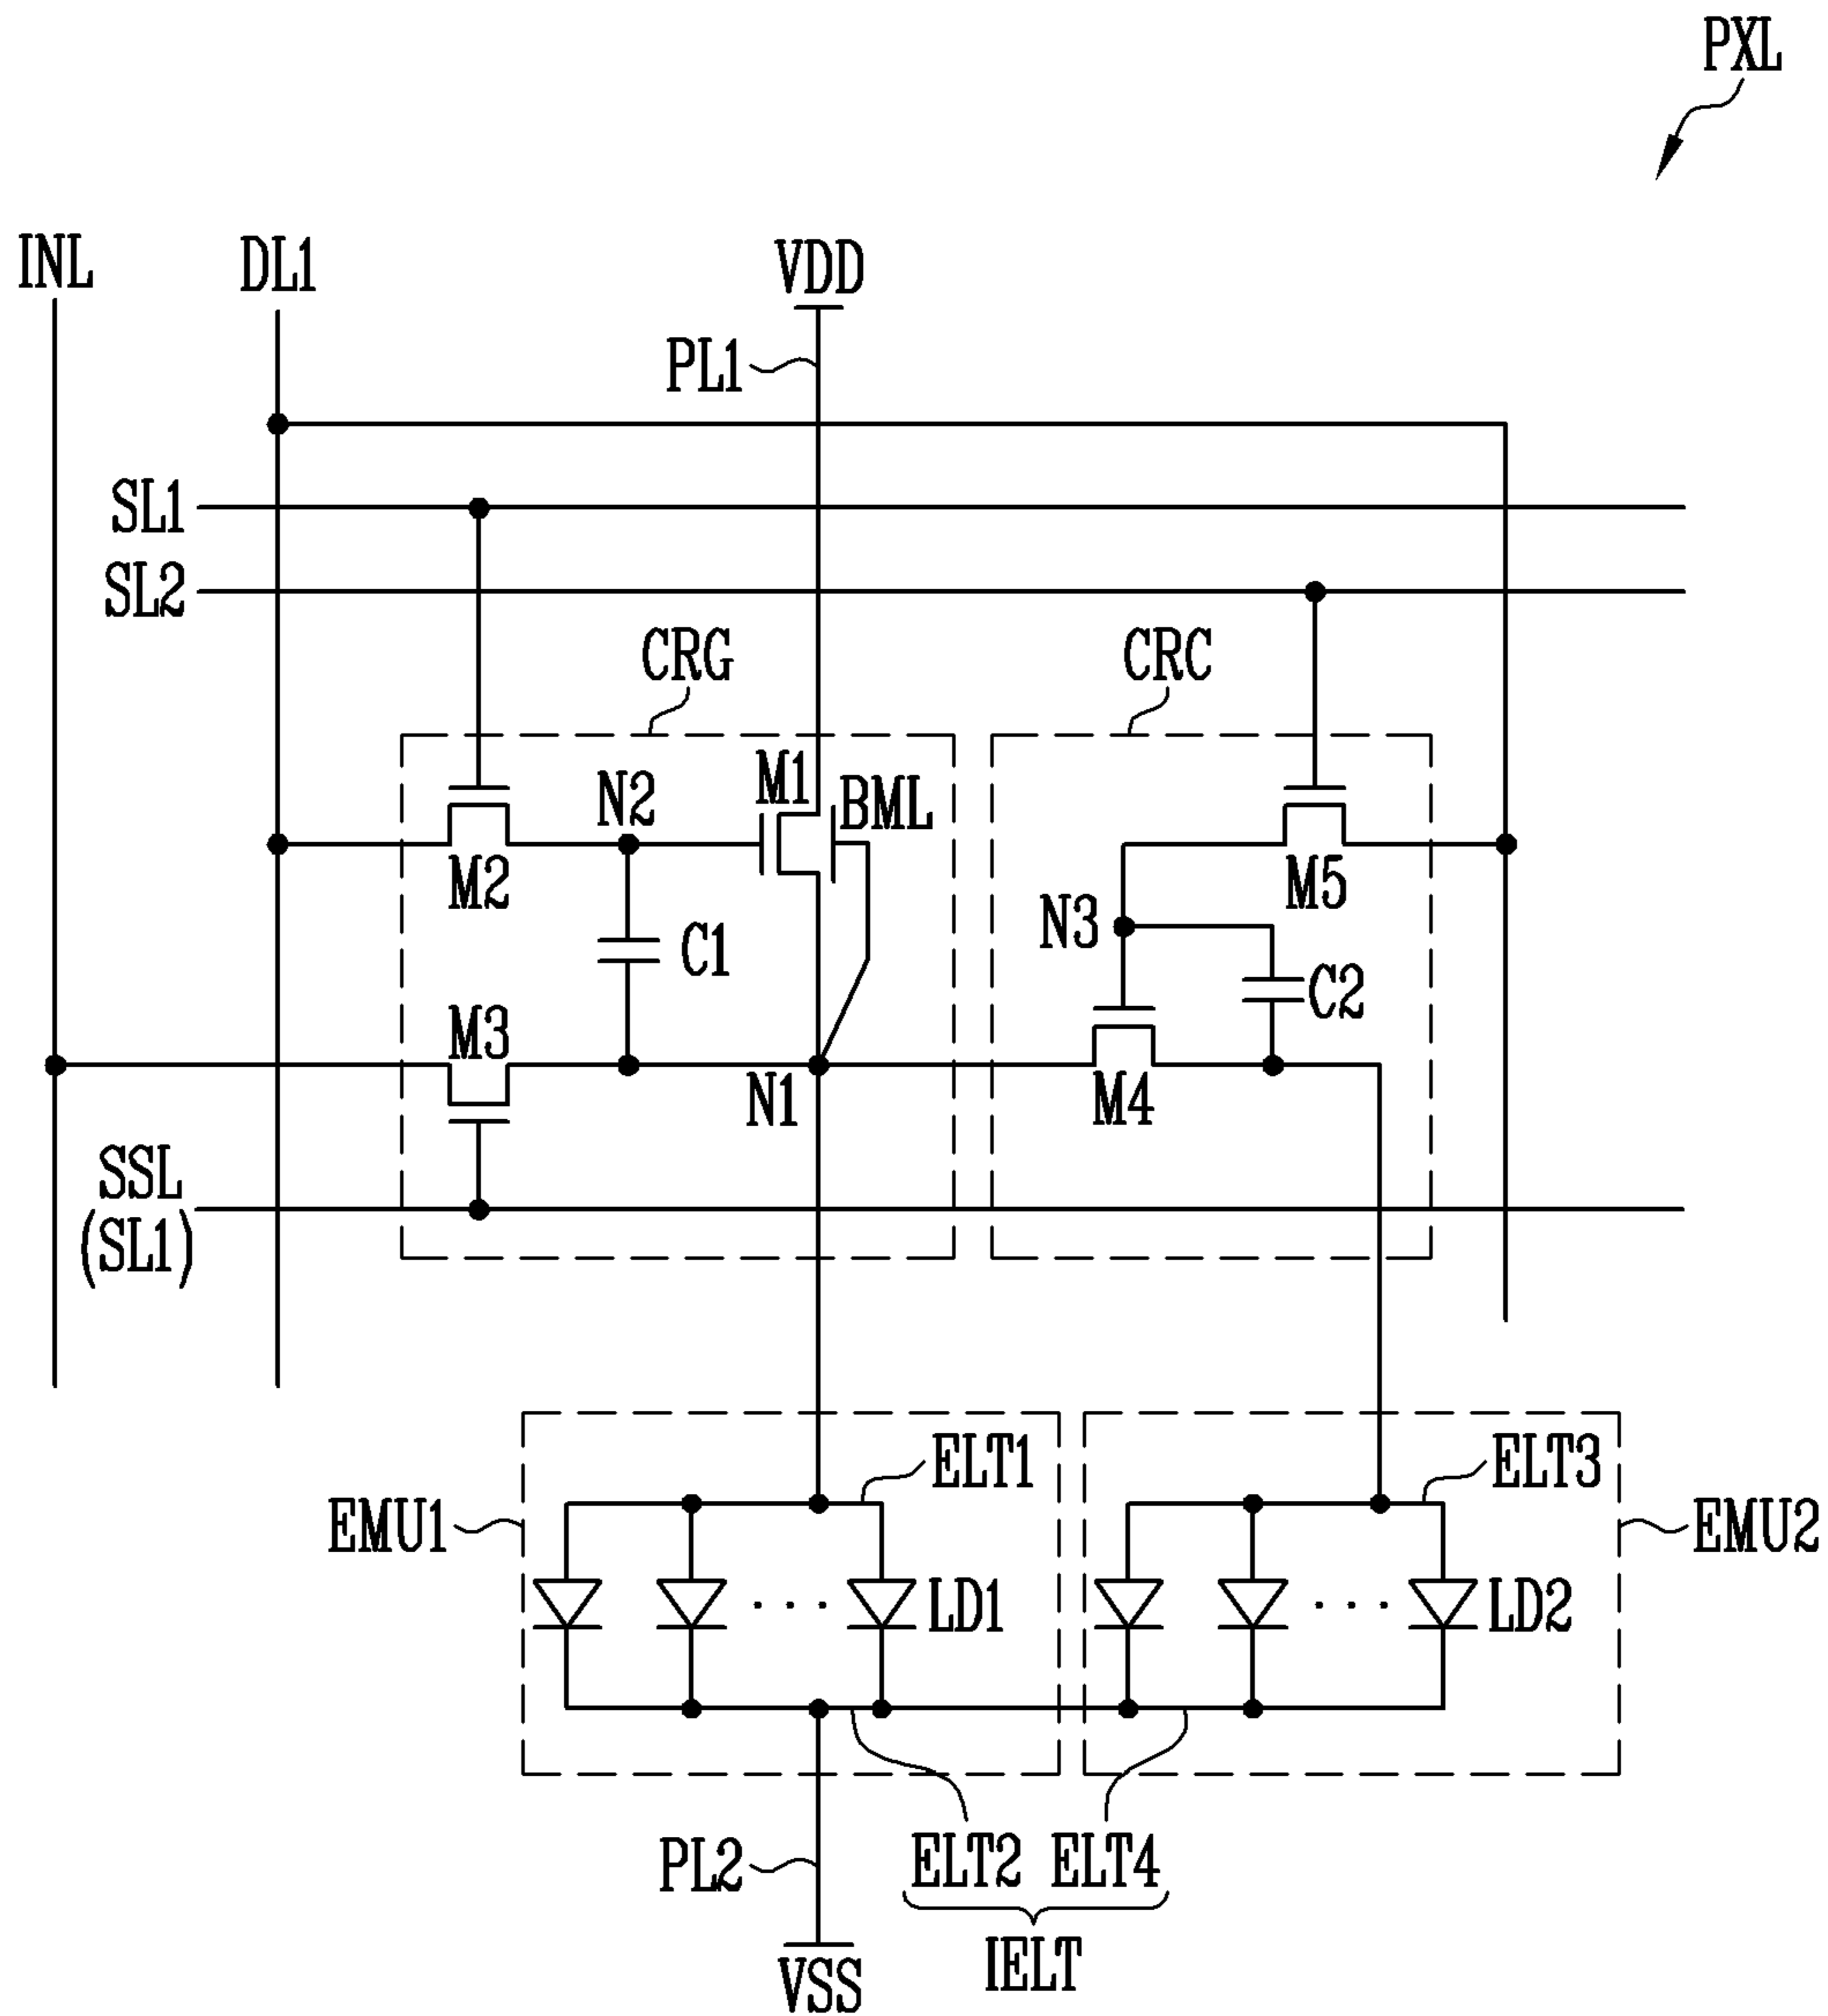 PXL
INL
DL1
VDD
PL1
SL1
SL2
CRG
CRC
M1
BML
N2
M2
M5
N3
C1
C2
M3
N1
M4
SSL
(SL1)
ELT1
ELT3
EMU1
EMU2
LD1
LD2
PL2
ELT2 ELT4
IELT
VSS